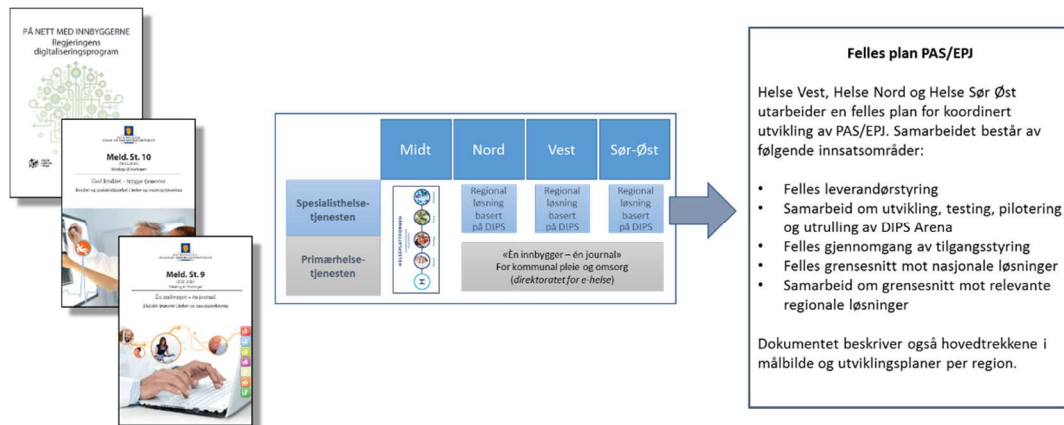 PÅ NETT MED INNBYGGERNE
Regjeringens
digitaliseringsprogram
Meld. St. 10
God kvalitet – trygge tjenester
Meld. St. 9
Én innbygger – én journal
Midt
Nord
Vest
Sør-Øst
Spesialisthelse-
tjenesten
HELSEPLATTFORMEN
Regional
løsning
basert
på DIPS
Regional
løsning
basert
på DIPS
Regional
løsning
basert
på DIPS
Primærhelse-
tjenesten
«Èn innbygger – én journal»
For kommunal pleie og omsorg
(direktoratet for e-helse)
Felles plan PAS/EPJ
Helse Vest, Helse Nord og Helse Sør Øst
utarbeider en felles plan for koordinert
utvikling av PAS/EPJ. Samarbeidet består av
følgende innsatsområder:
• Felles leverandørstyring
• Samarbeid om utvikling, testing, pilotering
og utrulling av DIPS Arena
• Felles gjennomgang av tilgangsstyring
• Felles grensesnitt mot nasjonale løsninger
• Samarbeid om grensesnitt mot relevante
regionale løsninger
Dokumentet beskriver også hovedtrekkene i
målbilde og utviklingsplaner per region.